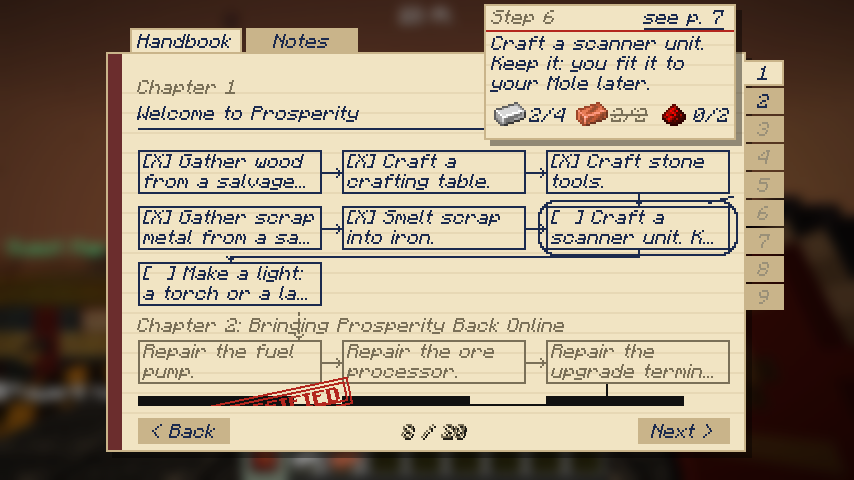 Handbook
Notes
Step 6
see p. 7
Craft a scanner unit.
Keep it: you fit it to
your Mole later.
2/4
2/2
0/2
Chapter 1
Welcome to Prosperity
[X] Gather wood
from a salvage...
[X] Craft a
crafting table.
[X] Craft stone
tools.
[X] Gather scrap
metal from a sa...
[X] Smelt scrap
into iron.
[ ] Craft a
scanner unit. K...
[ ] Make a light:
a torch or a la...
Chapter 2: Bringing Prosperity Back Online
Repair the fuel
pump.
Repair the ore
processor.
Repair the
upgrade termin...
< Back
/ 20
Next >
1
2
3
4
5
6
7
8
9